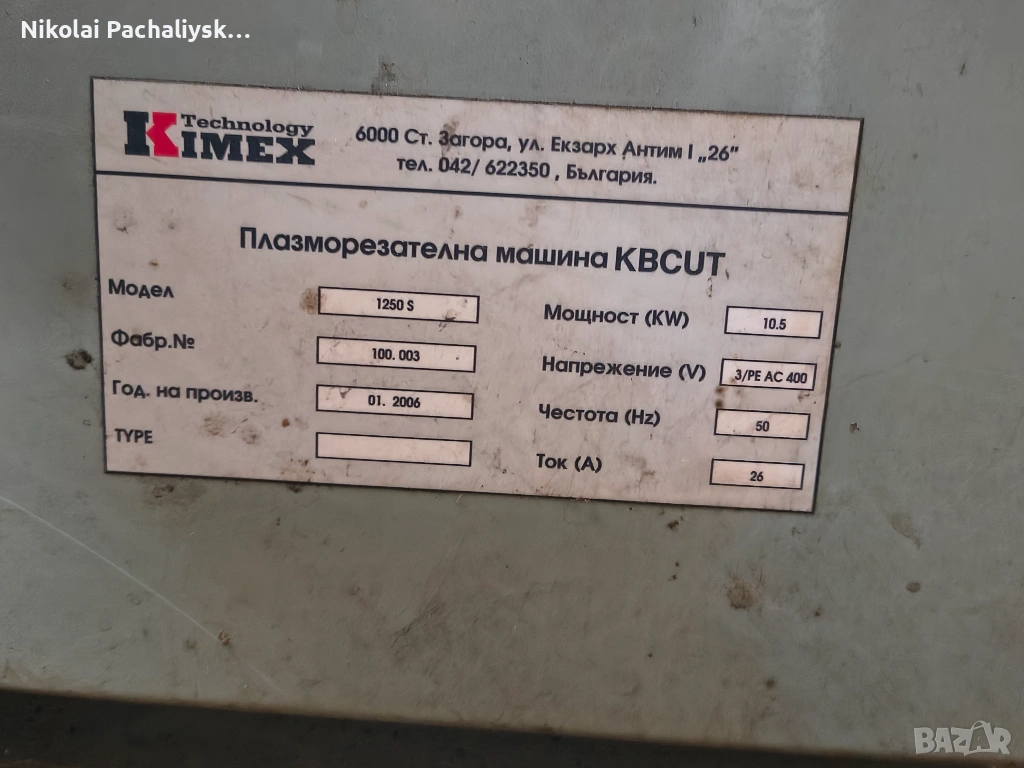 Nikolai Pachaliysk...
Technology
KIMEX
6000 Ст. Загора, ул. Екзарх Антим I „26"
тел. 042/ 622350 , България.
Плазморезателна машина KBCUT
Модел 1250 S
Мощност (KW) 10.5
Фабр.№ 100. 003
Напрежение (V) 3/PE AC 400
Год. на произв. 01. 2006
Честота (Hz) 50
TYPE
Ток (A) 26
BAZAR